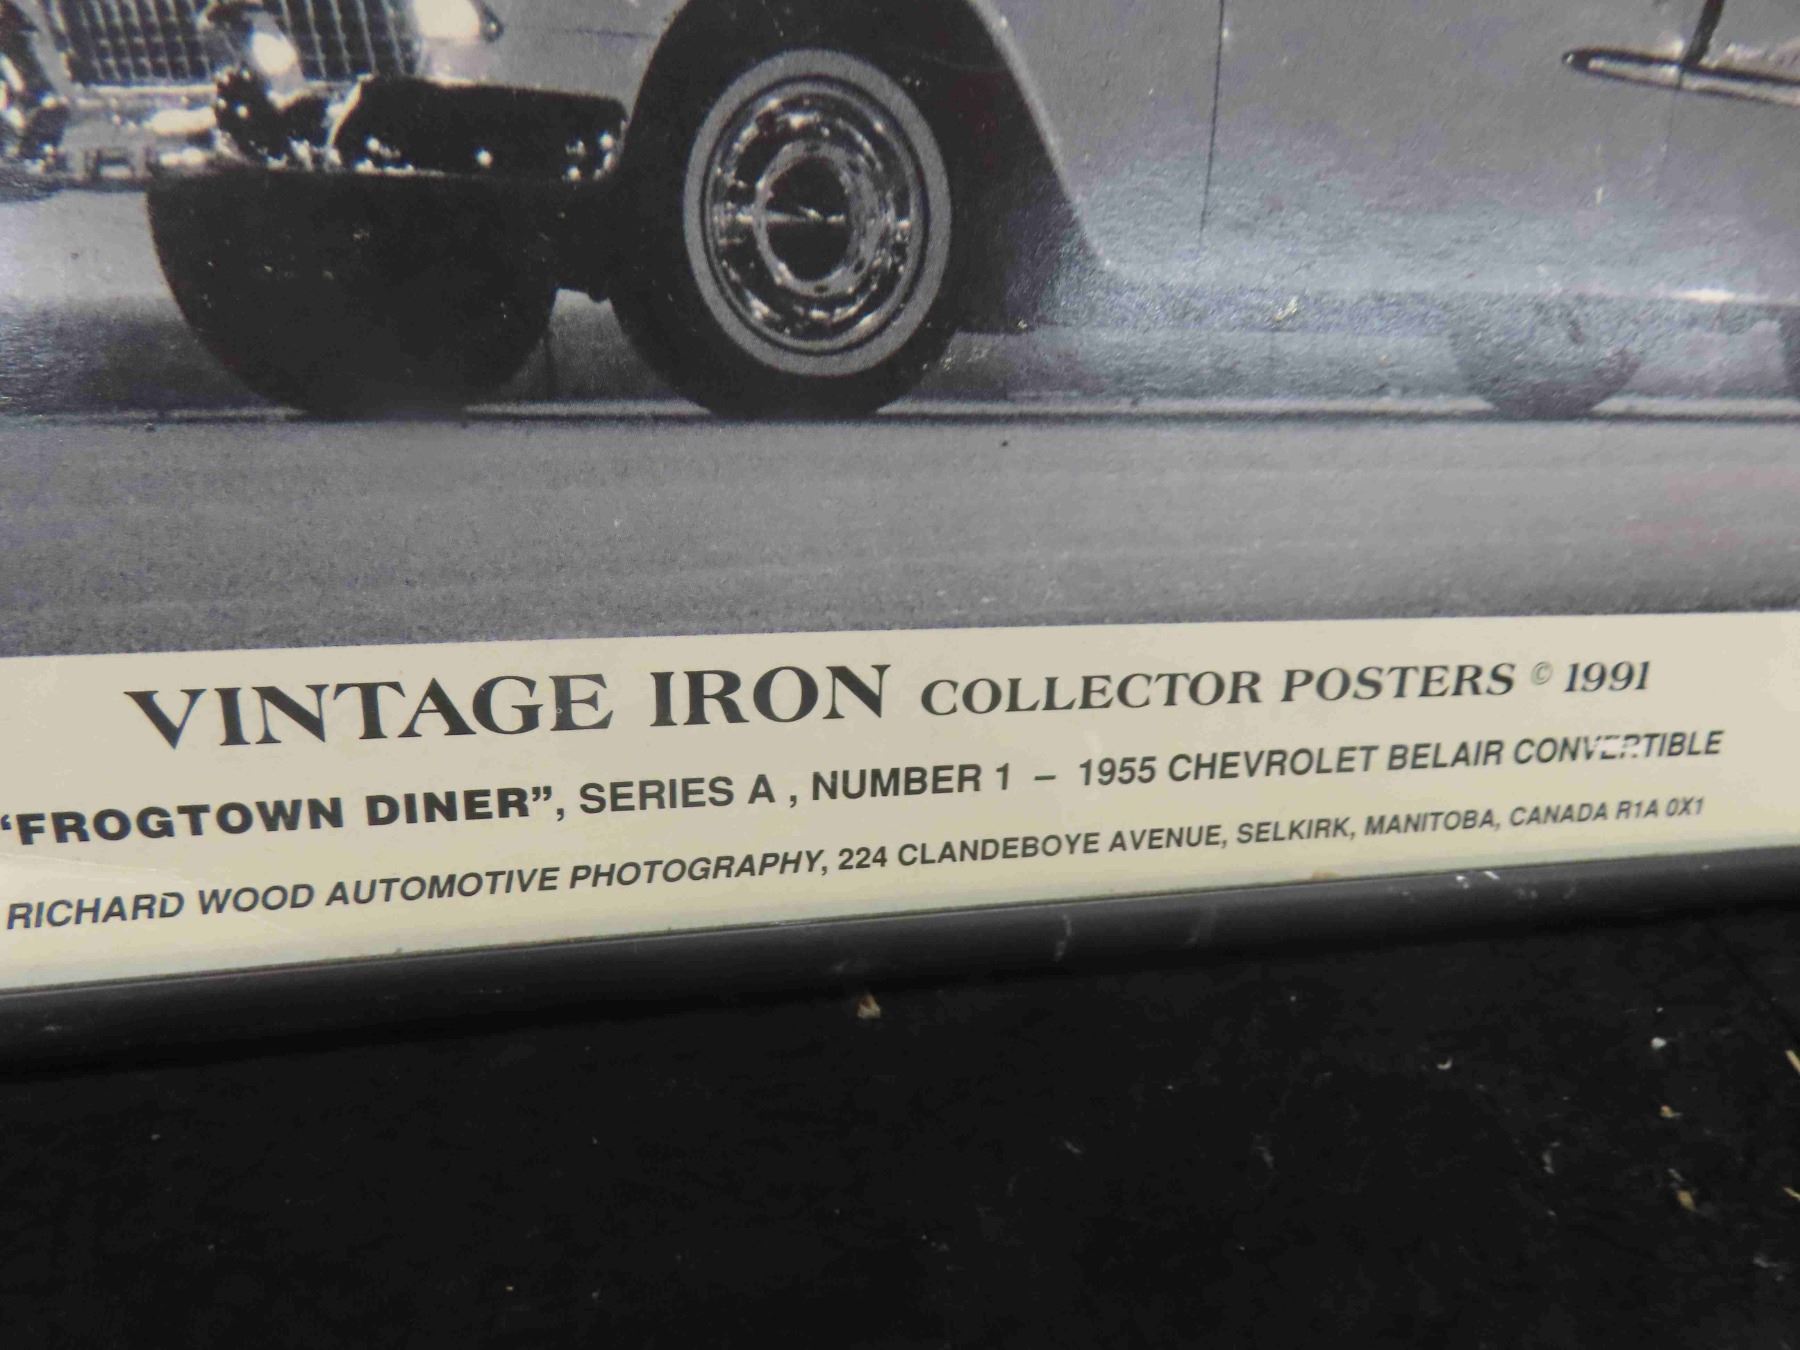 VINTAGE IRON COLLECTOR POSTERS © 1991
"FROGTOWN DINER", SERIES A , NUMBER 1 – 1955 CHEVROLET BELAIR CONVERTIBLE
RICHARD WOOD AUTOMOTIVE PHOTOGRAPHY, 224 CLANDEBOYE AVENUE, SELKIRK, MANITOBA, CANADA R1A 0X1